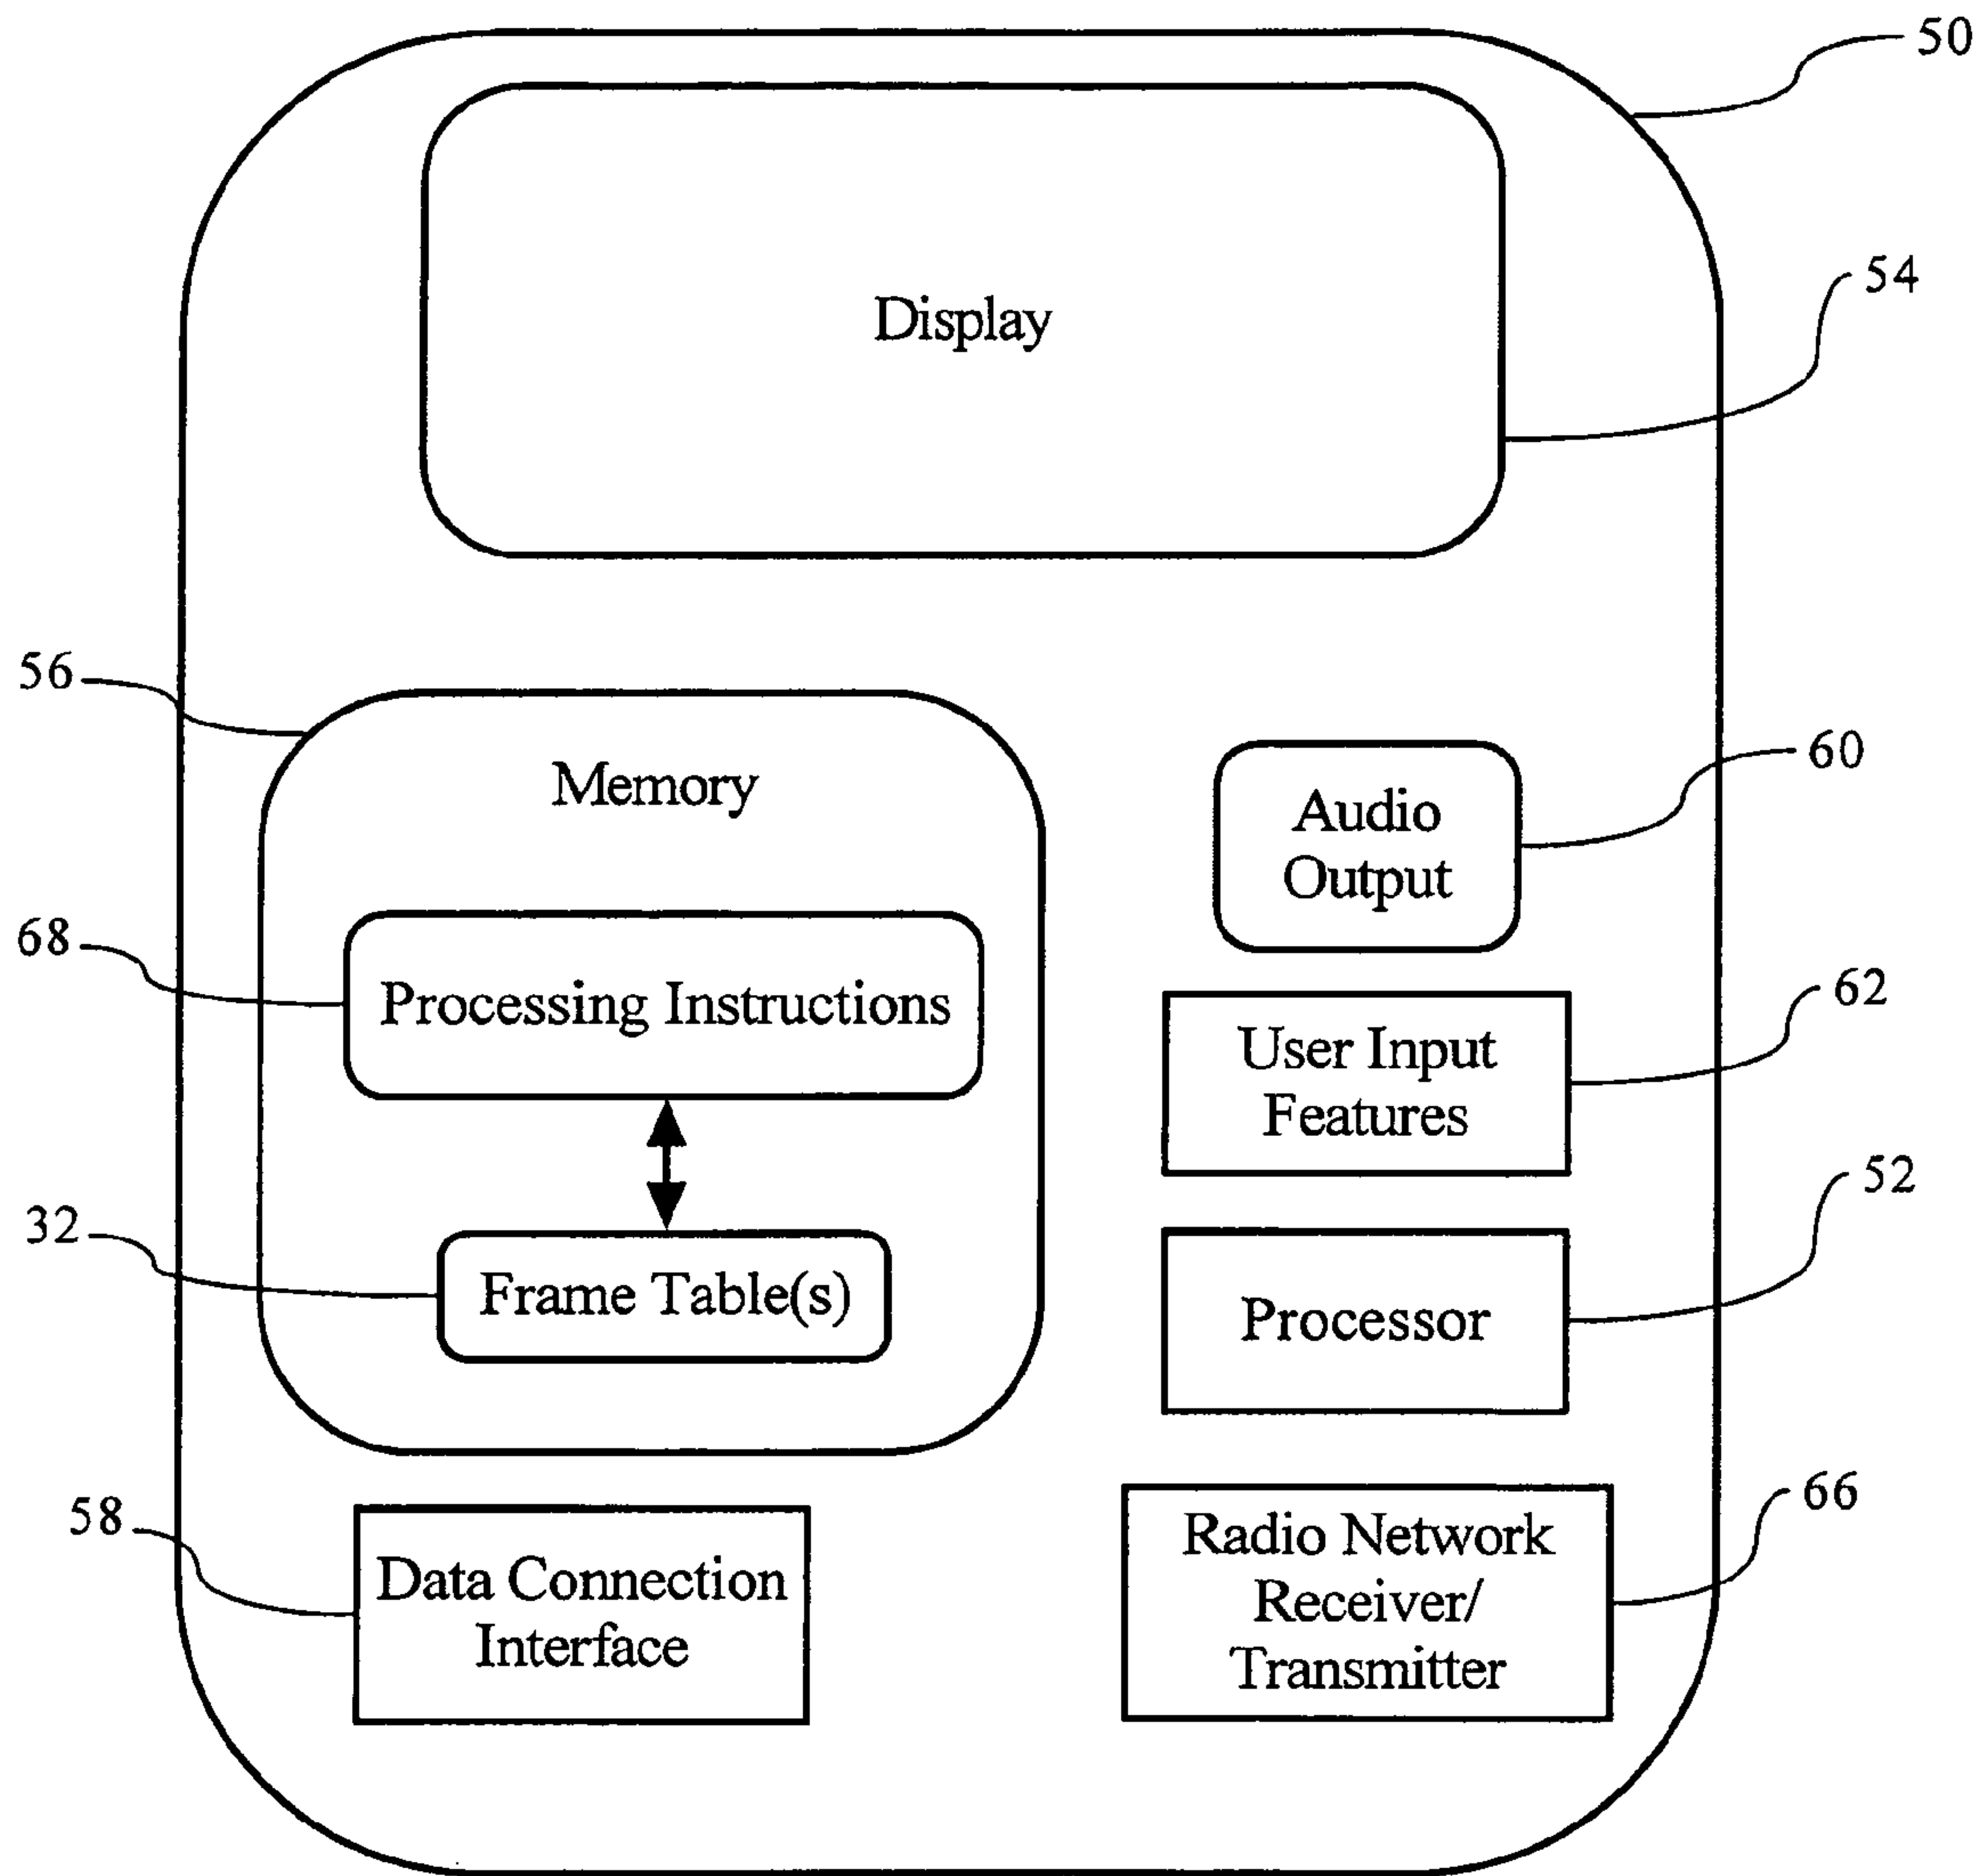 50
Display
54
56
Memory
60
Audio
Output
68
Processing Instructions
62
User Input
Features
32
Frame Table(s)
52
Processor
58
Data Connection
Interface
66
Radio Network
Receiver/
Transmitter